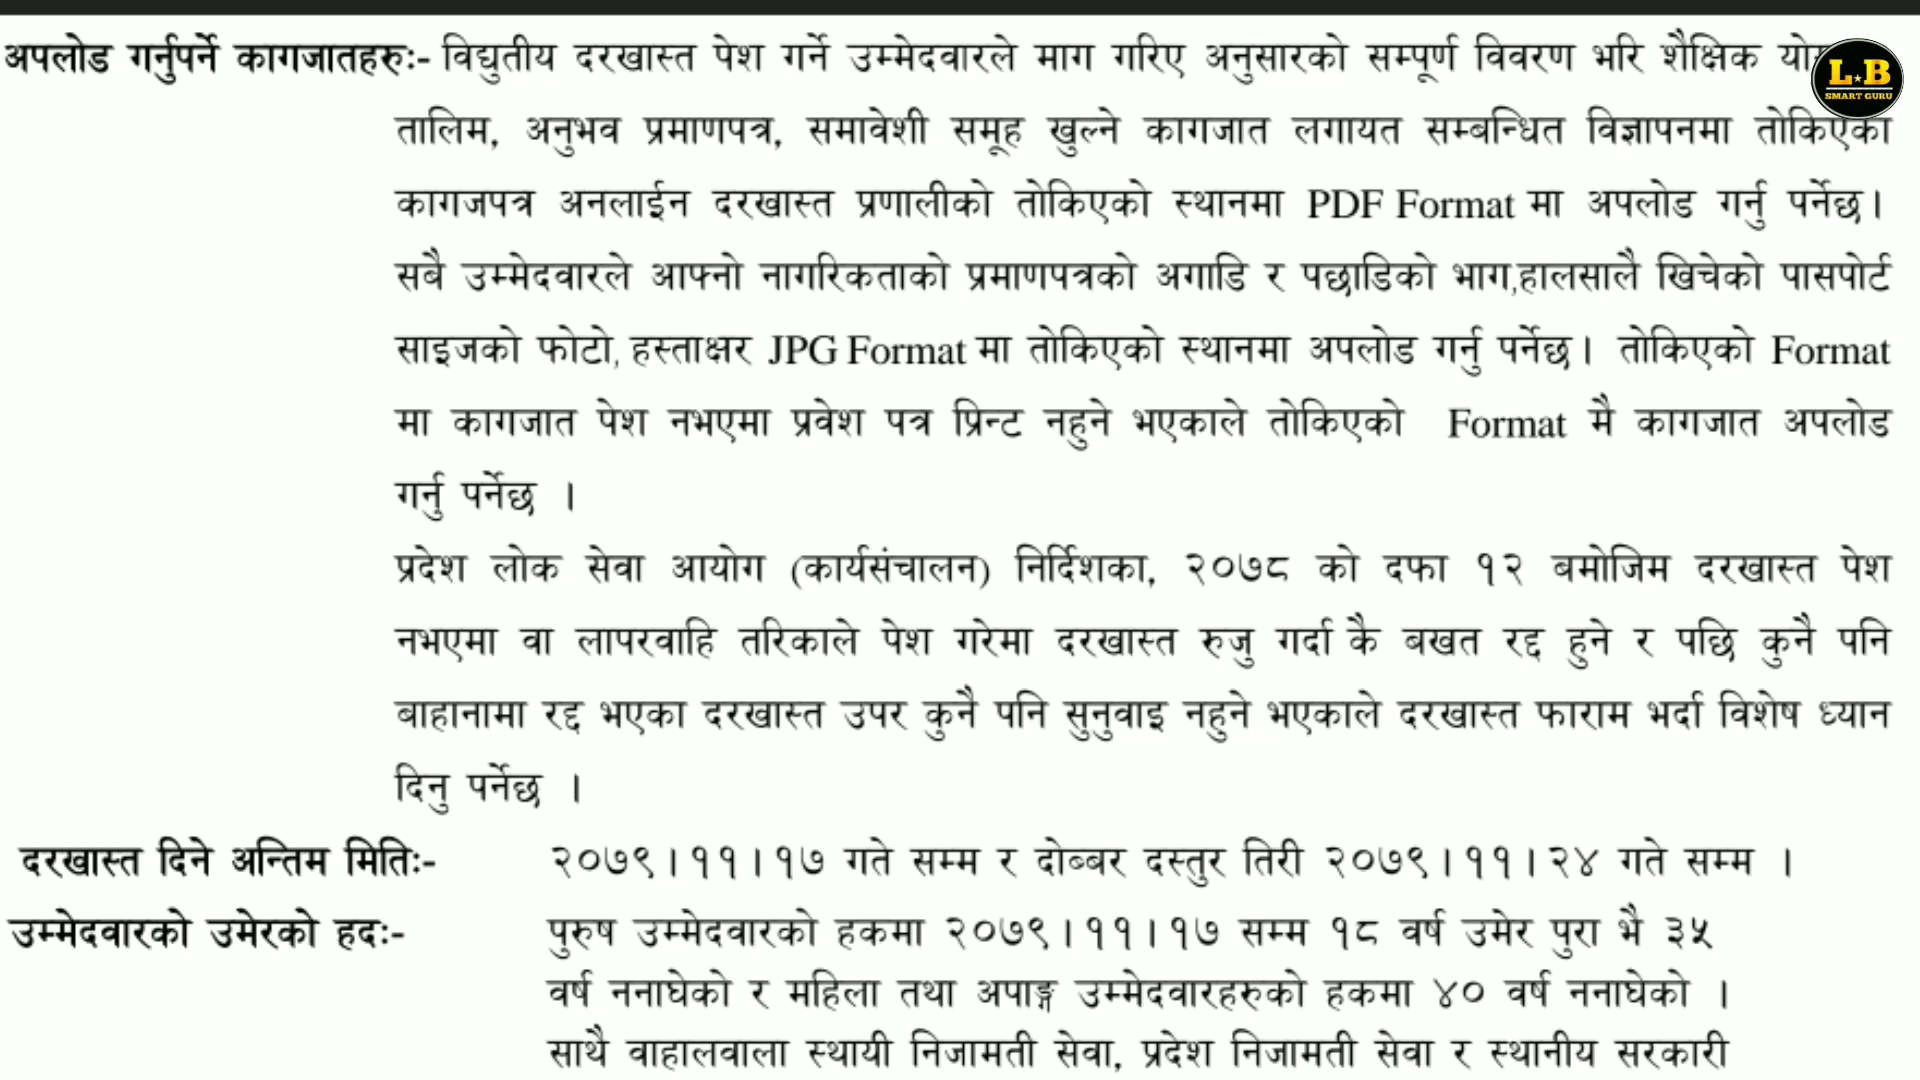 अपलोड गर्नुपर्ने कागजातहरुः- विद्युतीय दरखास्त पेश गर्ने उम्मेदवारले माग गरिए अनुसारको सम्पूर्ण विवरण भरि शैक्षिक
L★B
SMART GURU
तालिम, अनुभव प्रमाणपत्र, समावेशी समूह खुल्ने कागजात लगायत सम्बन्धित विज्ञापनमा तोकिएका
कागजपत्र अनलाईन दरखास्त प्रणालीको तोकिएको स्थानमा PDF Format मा अपलोड गर्नु पर्नेछ।
सबै उम्मेदवारले आफ्नो नागरिकताको प्रमाणपत्रको अगाडि र पछाडिको भाग,हालसालै खिचेको पासपोर्ट
साइजको फोटो, हस्ताक्षर JPG Format मा तोकिएको स्थानमा अपलोड गर्नु पर्नेछ। तोकिएको Format
मा कागजात पेश नभएमा प्रवेश पत्र प्रिन्ट नहुने भएकाले तोकिएको Format मै कागजात अपलोड
गर्नु पर्नेछ ।
प्रदेश लोक सेवा आयोग (कार्यसंचालन) निर्देशिका, २०७८ को दफा १२ बमोजिम दरखास्त पेश
नभएमा वा लापरवाहि तरिकाले पेश गरेमा दरखास्त रुजु गर्दा कै बखत रद्द हुने र पछि कुनै पनि
बाहानामा रद्द भएका दरखास्त उपर कुनै पनि सुनुवाइ नहुने भएकाले दरखास्त फाराम भर्दा विशेष ध्यान
दिनु पर्नेछ ।
दरखास्त दिने अन्तिम मितिः- २०७९।११।१७ गते सम्म र दोब्बर दस्तुर तिरी २०७९।११।२४ गते सम्म ।
उम्मेदवारको उमेरको हदः- पुरुष उम्मेदवारको हकमा २०७९।११।१७ सम्म १८ वर्ष उमेर पुरा भै ३५
वर्ष ननाघेको र महिला तथा अपाङ्ग उम्मेदवारहरुको हकमा ४० वर्ष ननाघेको ।
साथै वाहालवाला स्थायी निजामती सेवा, प्रदेश निजामती सेवा र स्थानीय सरकारी